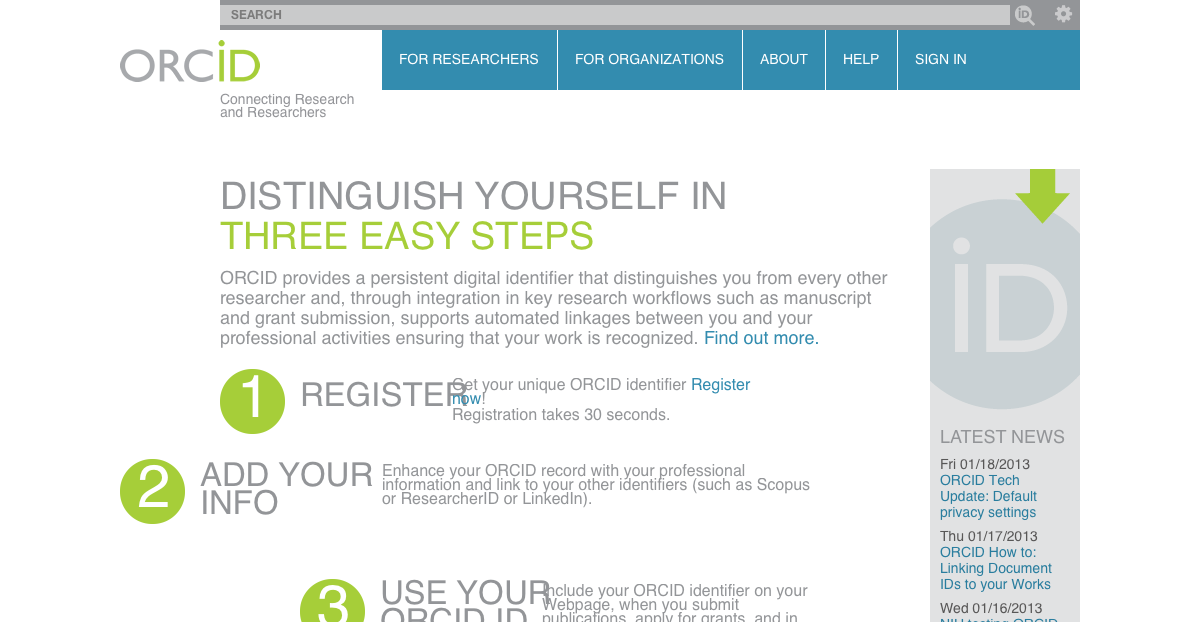 SEARCH
iD
ORCiD
Connecting Research
and Researchers
FOR RESEARCHERS
FOR ORGANIZATIONS
ABOUT
HELP
SIGN IN
DISTINGUISH YOURSELF IN
THREE EASY STEPS
ORCID provides a persistent digital identifier that distinguishes you from every other
researcher and, through integration in key research workflows such as manuscript
and grant submission, supports automated linkages between you and your
professional activities ensuring that your work is recognized. Find out more.
1
REGISTER
Get your unique ORCID identifier Register
now!
Registration takes 30 seconds.
2
ADD YOUR
INFO
Enhance your ORCID record with your professional
information and link to your other identifiers (such as Scopus
or ResearcherID or LinkedIn).
3
USE YOUR
ORCID ID
Include your ORCID identifier on your
Webpage, when you submit
publications, apply for grants, and in
iD
LATEST NEWS
Fri 01/18/2013
ORCID Tech
Update: Default
privacy settings
Thu 01/17/2013
ORCID How to:
Linking Document
IDs to your Works
Wed 01/16/2013
NIH testing ORCID